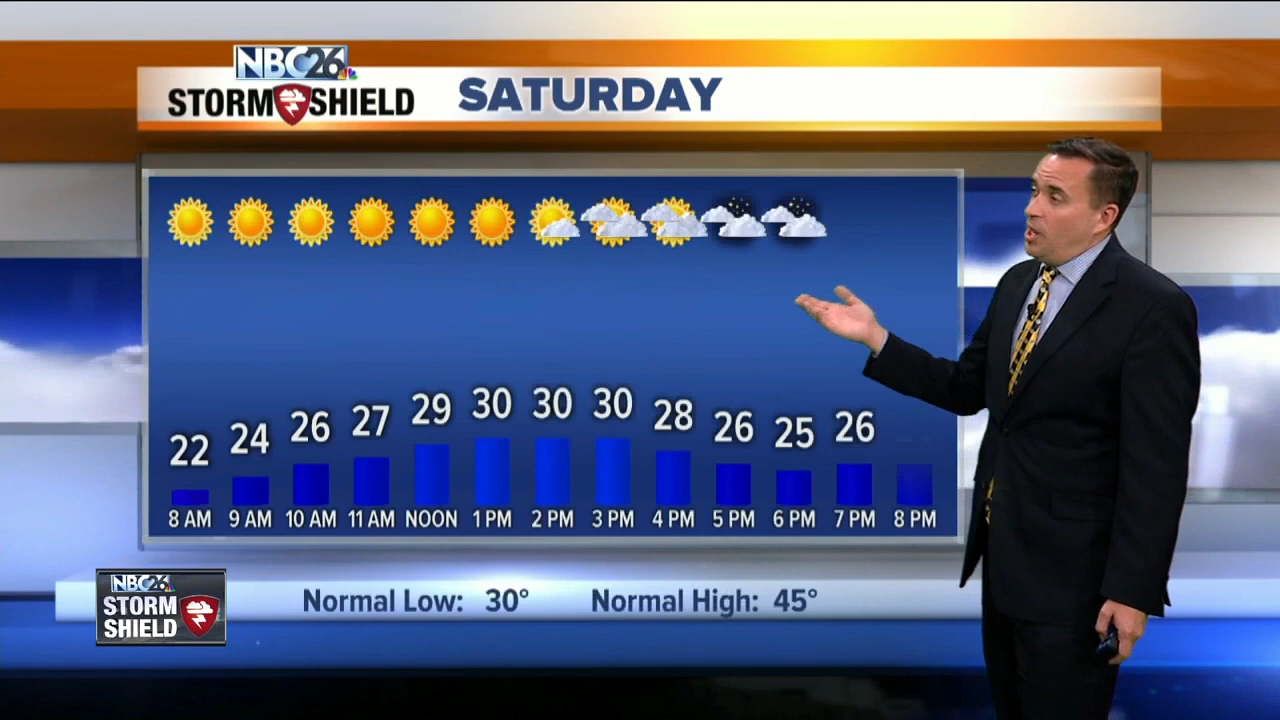 NBC26
STORM SHIELD
SATURDAY
22 24 26 27 29 30 30 30 28 26 25 26
8 AM 9 AM 10 AM 11 AM NOON 1 PM 2 PM 3 PM 4 PM 5 PM 6 PM 7 PM 8 PM
Normal Low: 30° Normal High: 45°
NBC26
STORM
SHIELD